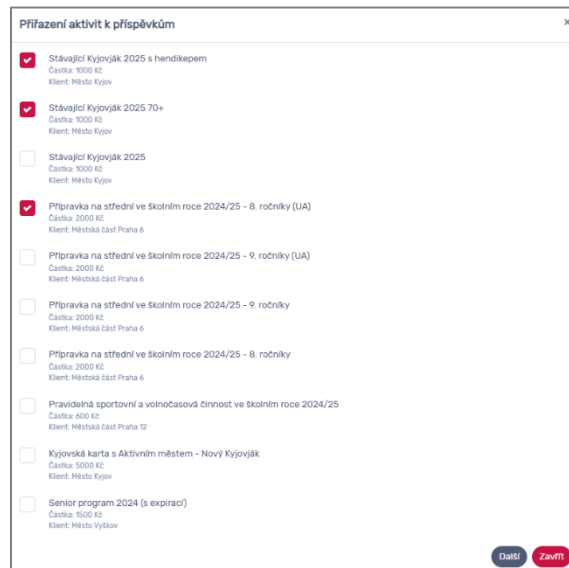 Přiřazení aktivit k příspěvkům
×
Stávající Kyjovják 2025 s hendikepem
Částka: 1000 Kč
Klient: Město Kyjov
Stávající Kyjovják 2025 70+
Částka: 1000 Kč
Klient: Město Kyjov
Stávající Kyjovják 2025
Částka: 1000 Kč
Klient: Město Kyjov
Přípravka na střední ve školním roce 2024/25 - 8. ročníky (UA)
Částka: 2000 Kč
Klient: Městská část Praha 6
Přípravka na střední ve školním roce 2024/25 - 9. ročníky (UA)
Částka: 2000 Kč
Klient: Městská část Praha 6
Přípravka na střední ve školním roce 2024/25 - 9. ročníky
Částka: 2000 Kč
Klient: Městská část Praha 6
Přípravka na střední ve školním roce 2024/25 - 8. ročníky
Částka: 2000 Kč
Klient: Městská část Praha 6
Pravidelná sportovní a volnočasová činnost ve školním roce 2024/25
Částka: 600 Kč
Klient: Městská část Praha 12
Kyjovská karta s Aktivním městem - Nový Kyjovják
Částka: 5000 Kč
Klient: Město Kyjov
Senior program 2024 (s expirací)
Částka: 1500 Kč
Klient: Město Vyškov
Další Zavřít